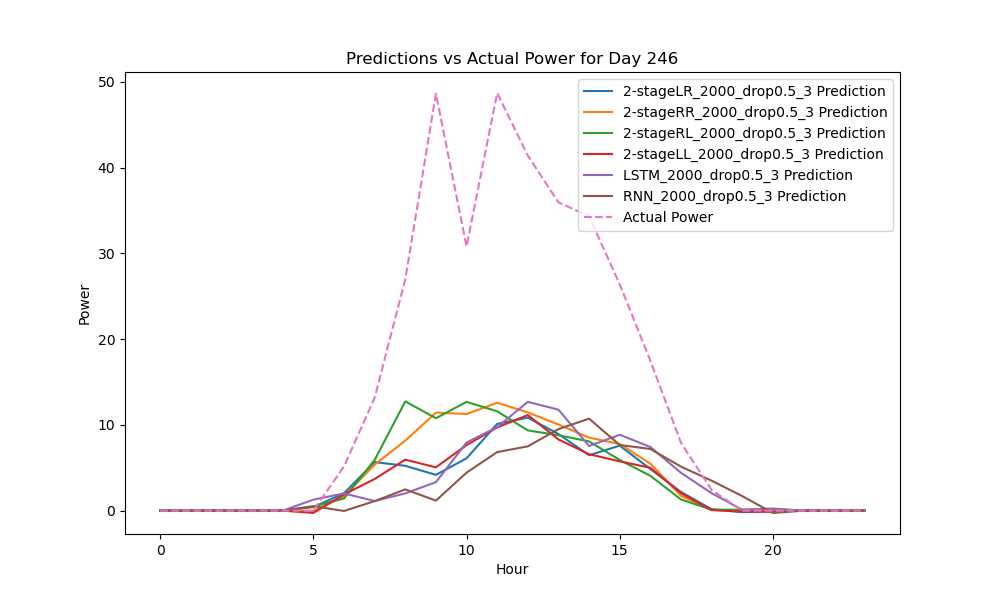 Predictions vs Actual Power for Day 246
50
40
30
20
10
0
Power
2-stageLR_2000_drop0.5_3 Prediction
2-stageRR_2000_drop0.5_3 Prediction
2-stageRL_2000_drop0.5_3 Prediction
2-stageLL_2000_drop0.5_3 Prediction
LSTM_2000_drop0.5_3 Prediction
RNN_2000_drop0.5_3 Prediction
Actual Power
0 5 10 15 20
Hour